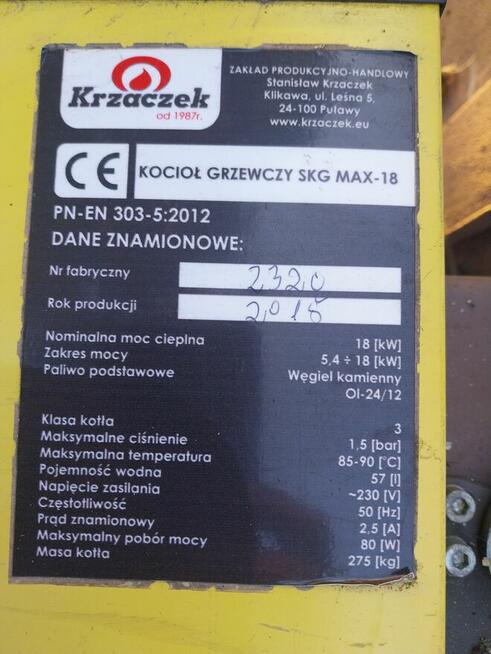 Krzaczek
od 1987r.
ZAKŁAD PRODUKCYJNO-HANDLOWY
Stanisław Krzaczek
Klikawa, ul. Leśna 5,
24-100 Puławy
www.krzaczek.eu
CE KOCIOŁ GRZEWCZY SKG MAX-18
PN-EN 303-5:2012
DANE ZNAMIONOWE:
Nr fabryczny 2320
Rok produkcji 2015
Nominalna moc cieplna 18 [kW]
Zakres mocy 5,4 ÷ 18 [kW]
Paliwo podstawowe Węgiel kamienny
OI-24/12
Klasa kotła 3
Maksymalne ciśnienie 1,5 [bar]
Maksymalna temperatura 85-90 [°C]
Pojemność wodna 57 [l]
Napięcie zasilania ~230 [V]
Częstotliwość 50 [Hz]
Prąd znamionowy 2,5 [A]
Maksymalny pobór mocy 80 [W]
Masa kotła 275 [kg]